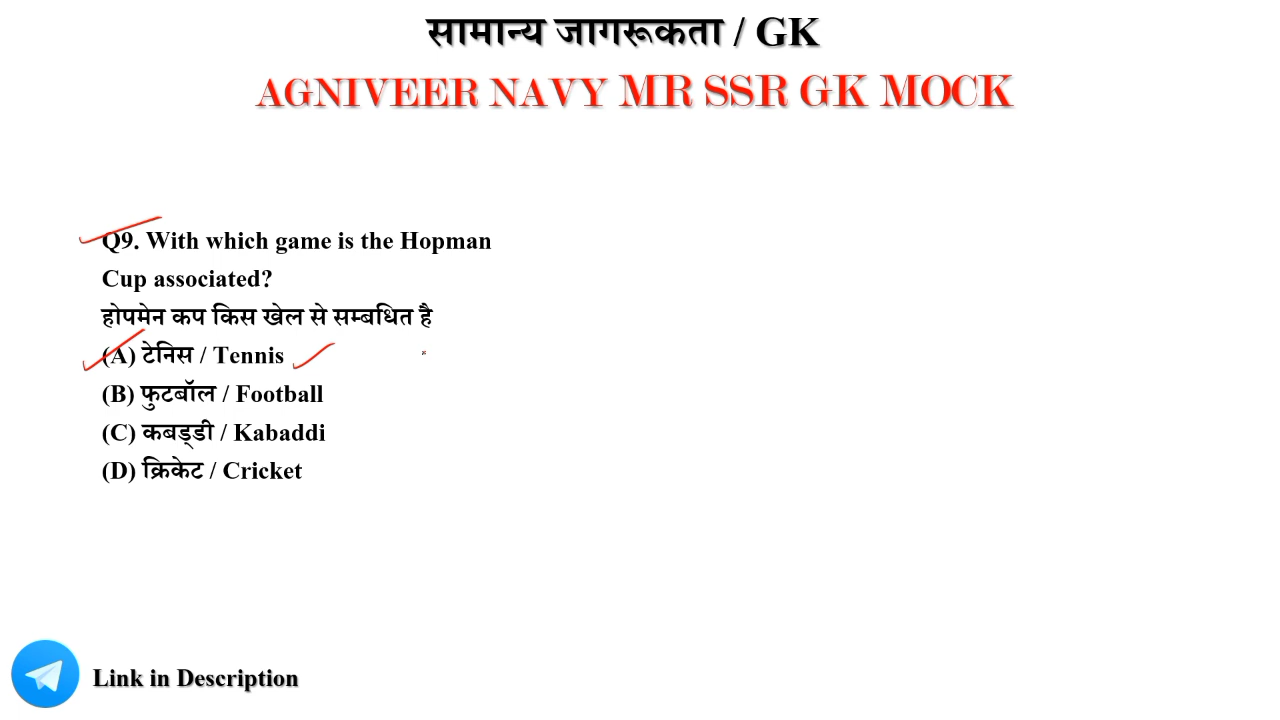 सामान्य जागरूकता / GK
AGNIVEER NAVY MR SSR GK MOCK
Q9. With which game is the Hopman
Cup associated?
होपमेन कप किस खेल से सम्बधित है
(A) टेनिस / Tennis
(B) फुटबॉल / Football
(C) कबड्डी / Kabaddi
(D) क्रिकेट / Cricket
Link in Description